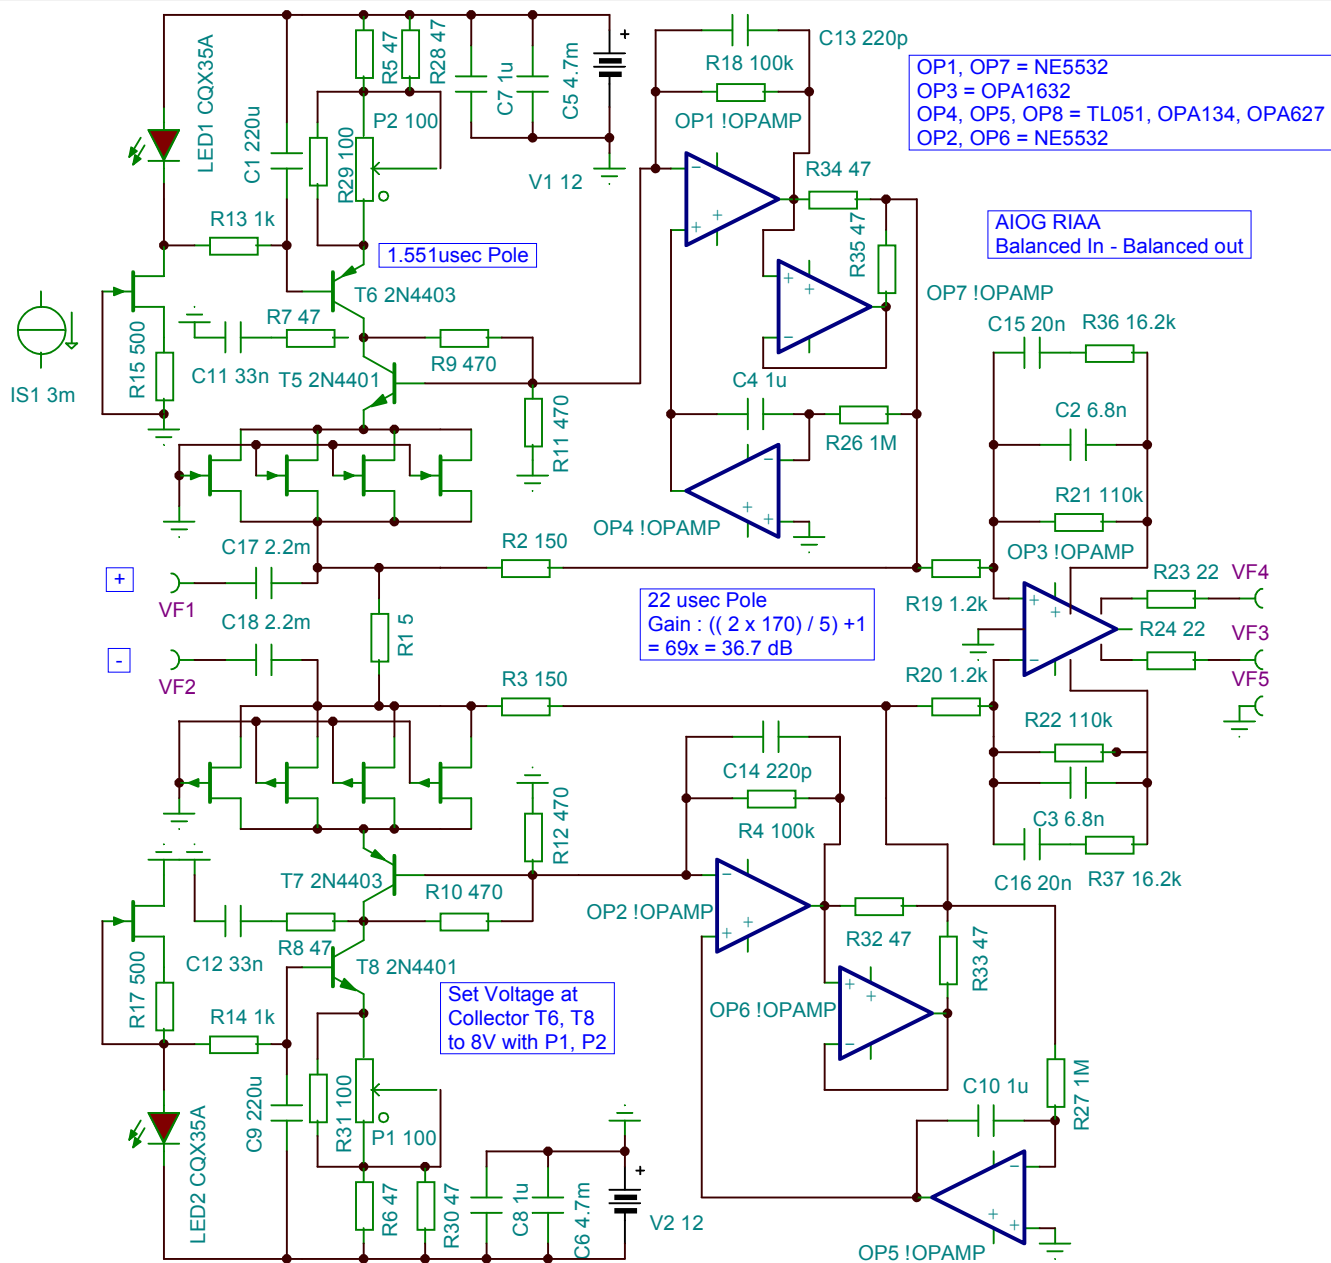 LED1 CQX35A
C1 220u
R5 47
R28 47
C7 1u
C5 4.7m
+
C13 220p
R18 100k
OP1 !OPAMP
OP1, OP7 = NE5532
OP3 = OPA1632
OP4, OP5, OP8 = TL051, OPA134, OPA627
OP2, OP6 = NE5532
P2 100
R29 100
V1 12
R34 47
R35 47
R13 1k
1.551usec Pole
AIOG RIAA
Balanced In - Balanced out
T6 2N4403
OP7 !OPAMP
IS1 3m
R15 500
R7 47
C11 33n
T5 2N4401
R9 470
R11 470
C15 20n
R36 16.2k
C4 1u
C2 6.8n
R26 1M
R21 110k
OP4 !OPAMP
OP3 !OPAMP
C17 2.2m
R2 150
+
VF1
C18 2.2m
R1 5
22 usec Pole
Gain : (( 2 x 170) / 5) +1
= 69x = 36.7 dB
R19 1.2k
R23 22
VF4
R24 22
VF3
-
VF2
R3 150
R20 1.2k
VF5
R22 110k
C14 220p
R4 100k
C3 6.8n
R12 470
C16 20n
R37 16.2k
T7 2N4403
R10 470
OP2 !OPAMP
R32 47
R33 47
R17 500
R8 47
C12 33n
T8 2N4401
Set Voltage at
Collector T6, T8
to 8V with P1, P2
OP6 !OPAMP
R14 1k
C9 220u
R31 100
P1 100
C10 1u
R27 1M
LED2 CQX35A
R6 47
R30 47
C8 1u
C6 4.7m
+
V2 12
OP5 !OPAMP